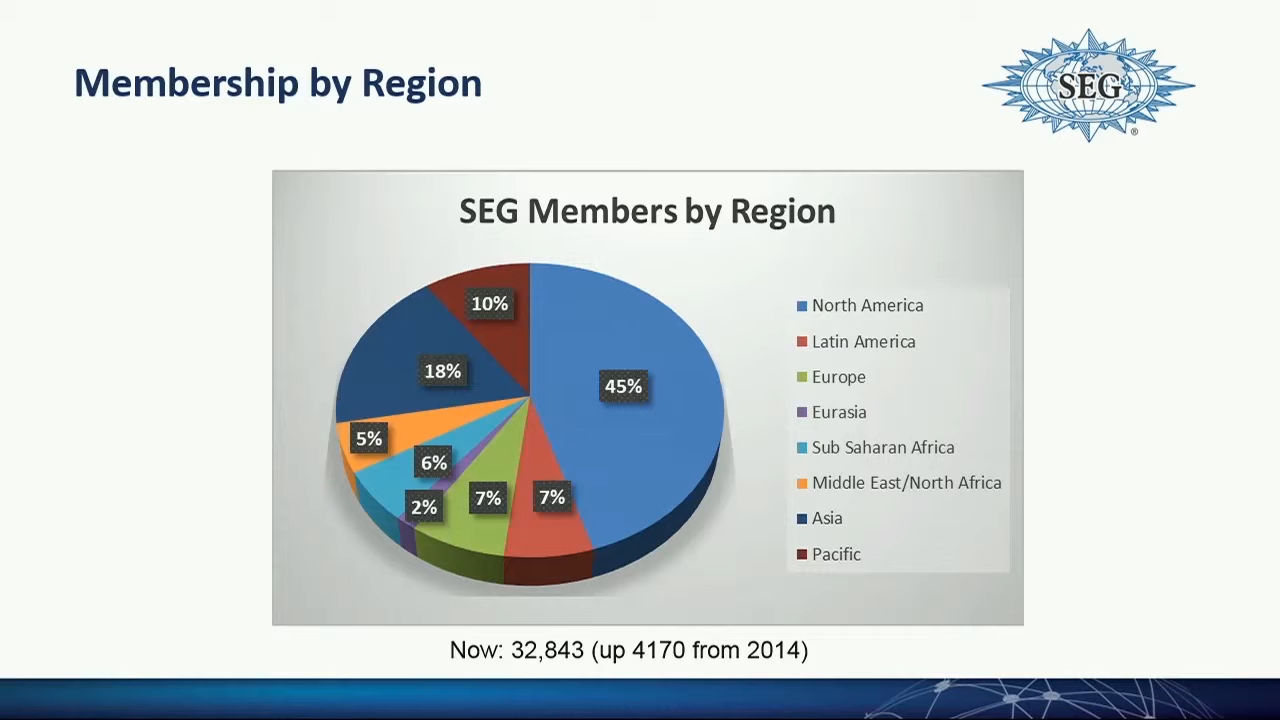 Membership by Region
SEG
®
SEG Members by Region
10%
45%
18%
5%
6%
2%
7%
7%
North America
Latin America
Europe
Eurasia
Sub Saharan Africa
Middle East/North Africa
Asia
Pacific
Now: 32,843 (up 4170 from 2014)